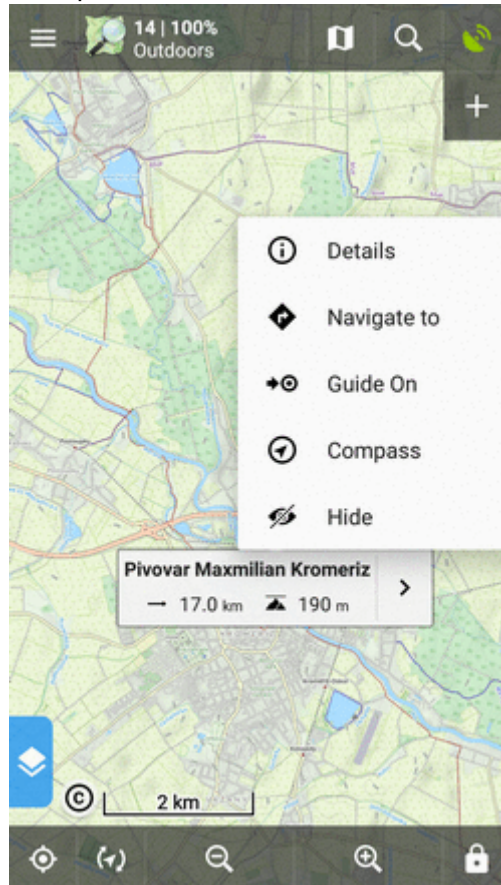 14 | 100%
Outdoors
Details
Navigate to
Guide On
Compass
Hide
Pivovar Maxmilian Kromeriz
17.0 km
190 m
2 km